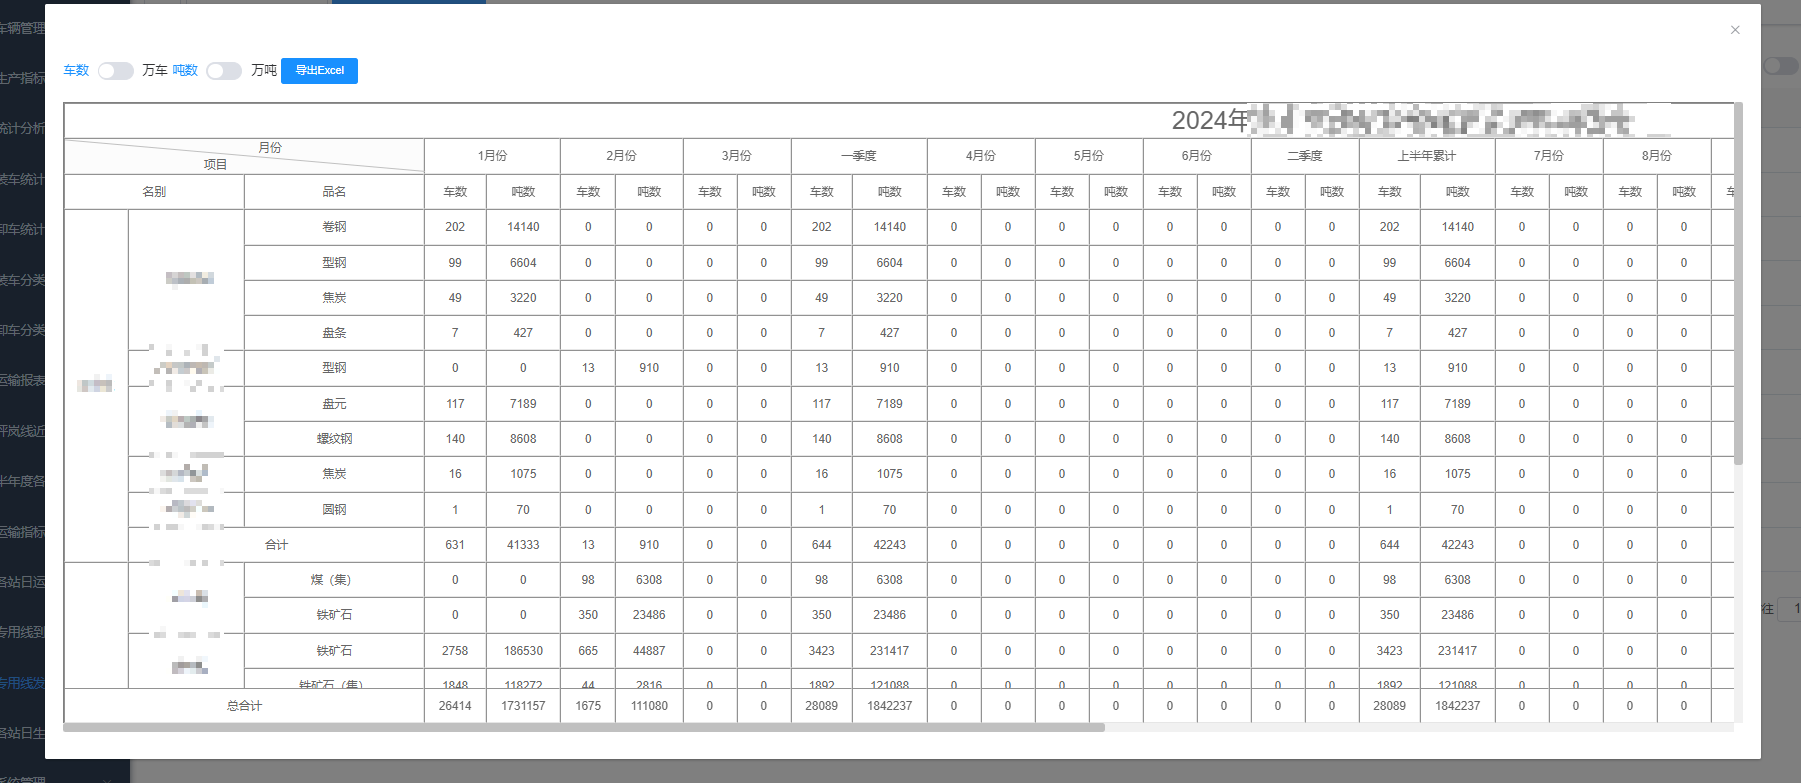 车数 万车 吨数 万吨 导出Excel
2024年
月份
项目
1月份 2月份 3月份 一季度 4月份 5月份 6月份 二季度 上半年累计 7月份 8月份
名别 品名 车数 吨数 车数 吨数 车数 吨数 车数 吨数 车数 吨数 车数 吨数 车数 吨数 车数 吨数 车数 吨数 车数 吨数 车数 吨数
卷钢 202 14140 0 0 0 0 202 14140 0 0 0 0 0 0 0 0 202 14140 0 0 0 0
型钢 99 6604 0 0 0 0 99 6604 0 0 0 0 0 0 0 0 99 6604 0 0 0 0
焦炭 49 3220 0 0 0 0 49 3220 0 0 0 0 0 0 0 0 49 3220 0 0 0 0
盘条 7 427 0 0 0 0 7 427 0 0 0 0 0 0 0 0 7 427 0 0 0 0
型钢 0 0 13 910 0 0 13 910 0 0 0 0 0 0 0 0 13 910 0 0 0 0
盘元 117 7189 0 0 0 0 117 7189 0 0 0 0 0 0 0 0 117 7189 0 0 0 0
螺纹钢 140 8608 0 0 0 0 140 8608 0 0 0 0 0 0 0 0 140 8608 0 0 0 0
焦炭 16 1075 0 0 0 0 16 1075 0 0 0 0 0 0 0 0 16 1075 0 0 0 0
圆钢 1 70 0 0 0 0 1 70 0 0 0 0 0 0 0 0 1 70 0 0 0 0
合计 631 41333 13 910 0 0 644 42243 0 0 0 0 0 0 0 0 644 42243 0 0 0 0
煤（集） 0 0 98 6308 0 0 98 6308 0 0 0 0 0 0 0 0 98 6308 0 0 0 0
铁矿石 0 0 350 23486 0 0 350 23486 0 0 0 0 0 0 0 0 350 23486 0 0 0 0
铁矿石 2758 186530 665 44887 0 0 3423 231417 0 0 0 0 0 0 0 0 3423 231417 0 0 0 0
铁矿石（集） 1848 118272 44 2816 0 0 1892 121088 0 0 0 0 0 0 0 0 1892 121088 0 0 0 0
总合计 26414 1731157 1675 111080 0 0 28089 1842237 0 0 0 0 0 0 0 0 28089 1842237 0 0 0 0
车辆管理
生产指标
统计分析
装车统计
卸车统计
装车分类
卸车分类
运输报表
坪岚线近
半年度各
运输指标
各站日运
专用线到
专用线发
各站日生
系统管理
往 1